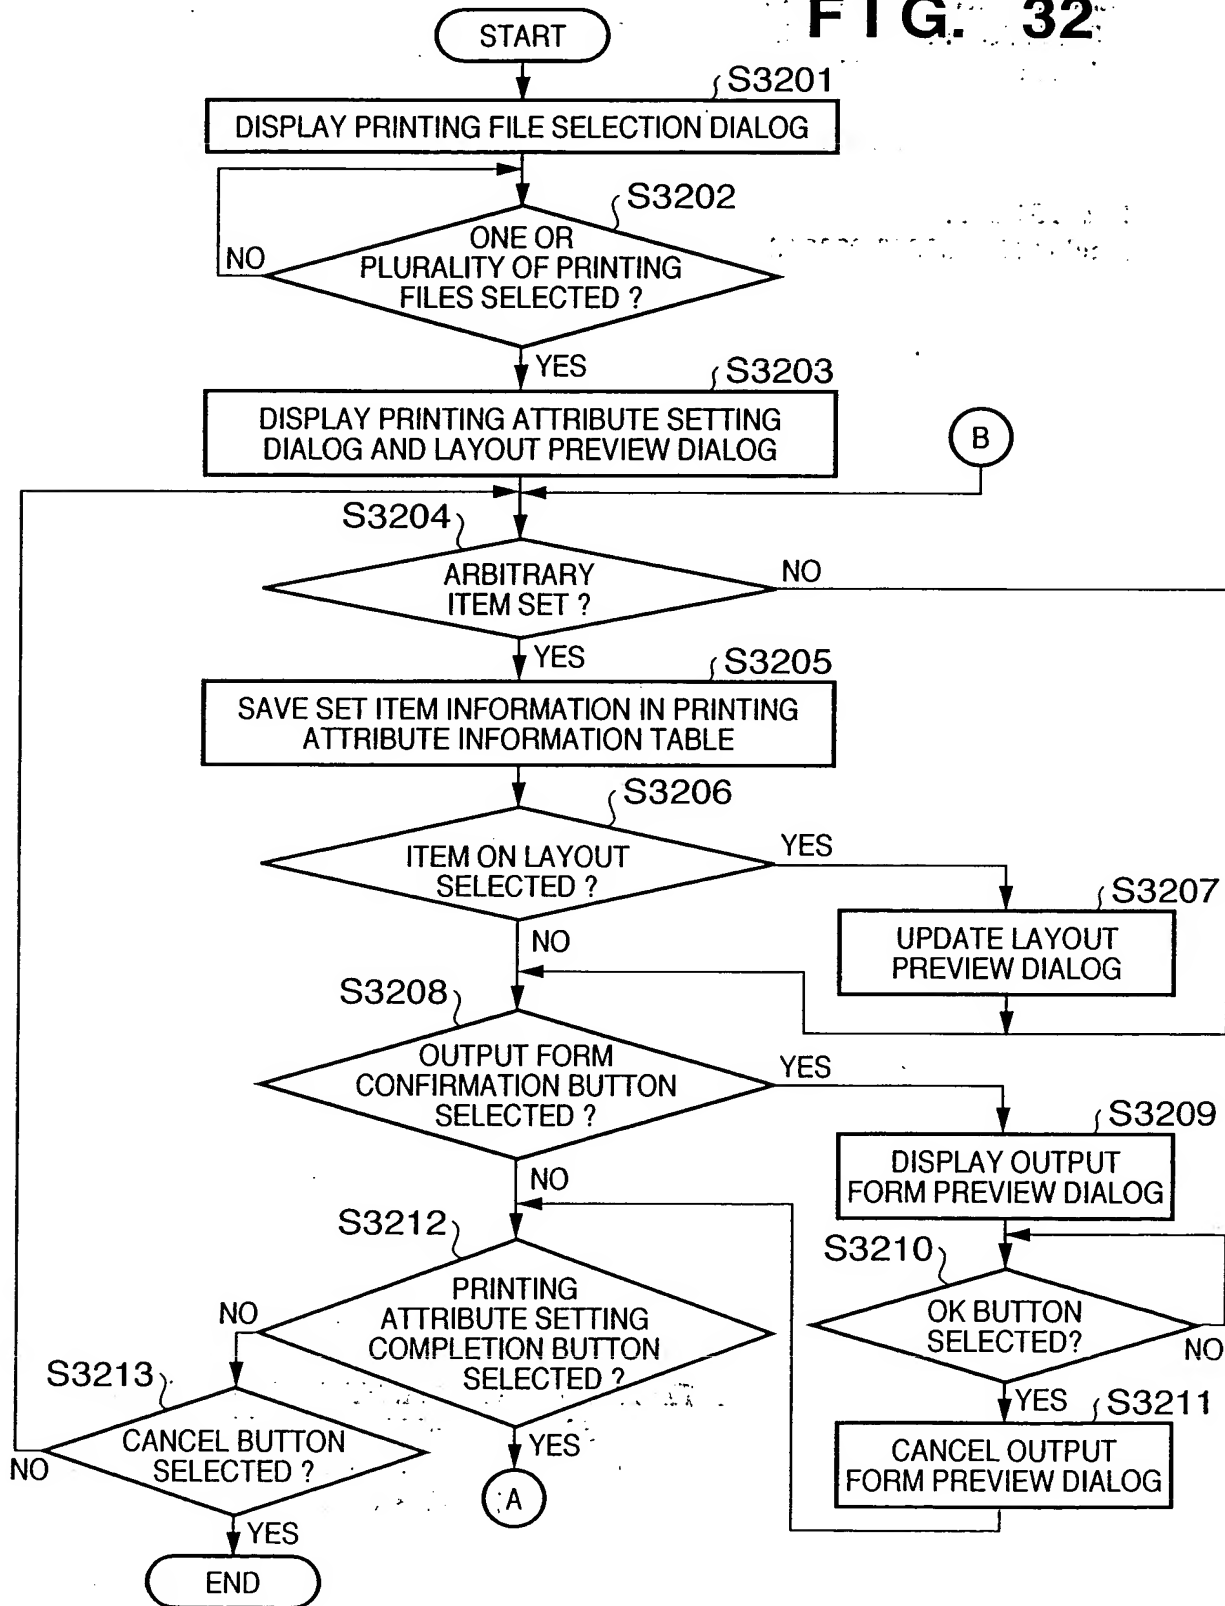 FIG. 32
START
S3201
DISPLAY PRINTING FILE SELECTION DIALOG
S3202
ONE OR
PLURALITY OF PRINTING
FILES SELECTED ?
NO
YES
S3203
DISPLAY PRINTING ATTRIBUTE SETTING
DIALOG AND LAYOUT PREVIEW DIALOG
B
S3204
ARBITRARY
ITEM SET ?
NO
YES
S3205
SAVE SET ITEM INFORMATION IN PRINTING
ATTRIBUTE INFORMATION TABLE
S3206
ITEM ON LAYOUT
SELECTED ?
YES
NO
S3207
UPDATE LAYOUT
PREVIEW DIALOG
S3208
OUTPUT FORM
CONFIRMATION BUTTON
SELECTED ?
YES
NO
S3209
DISPLAY OUTPUT
FORM PREVIEW DIALOG
S3210
OK BUTTON
SELECTED?
NO
YES
S3211
CANCEL OUTPUT
FORM PREVIEW DIALOG
S3212
PRINTING
ATTRIBUTE SETTING
COMPLETION BUTTON
SELECTED ?
NO
YES
A
S3213
CANCEL BUTTON
SELECTED ?
NO
YES
END